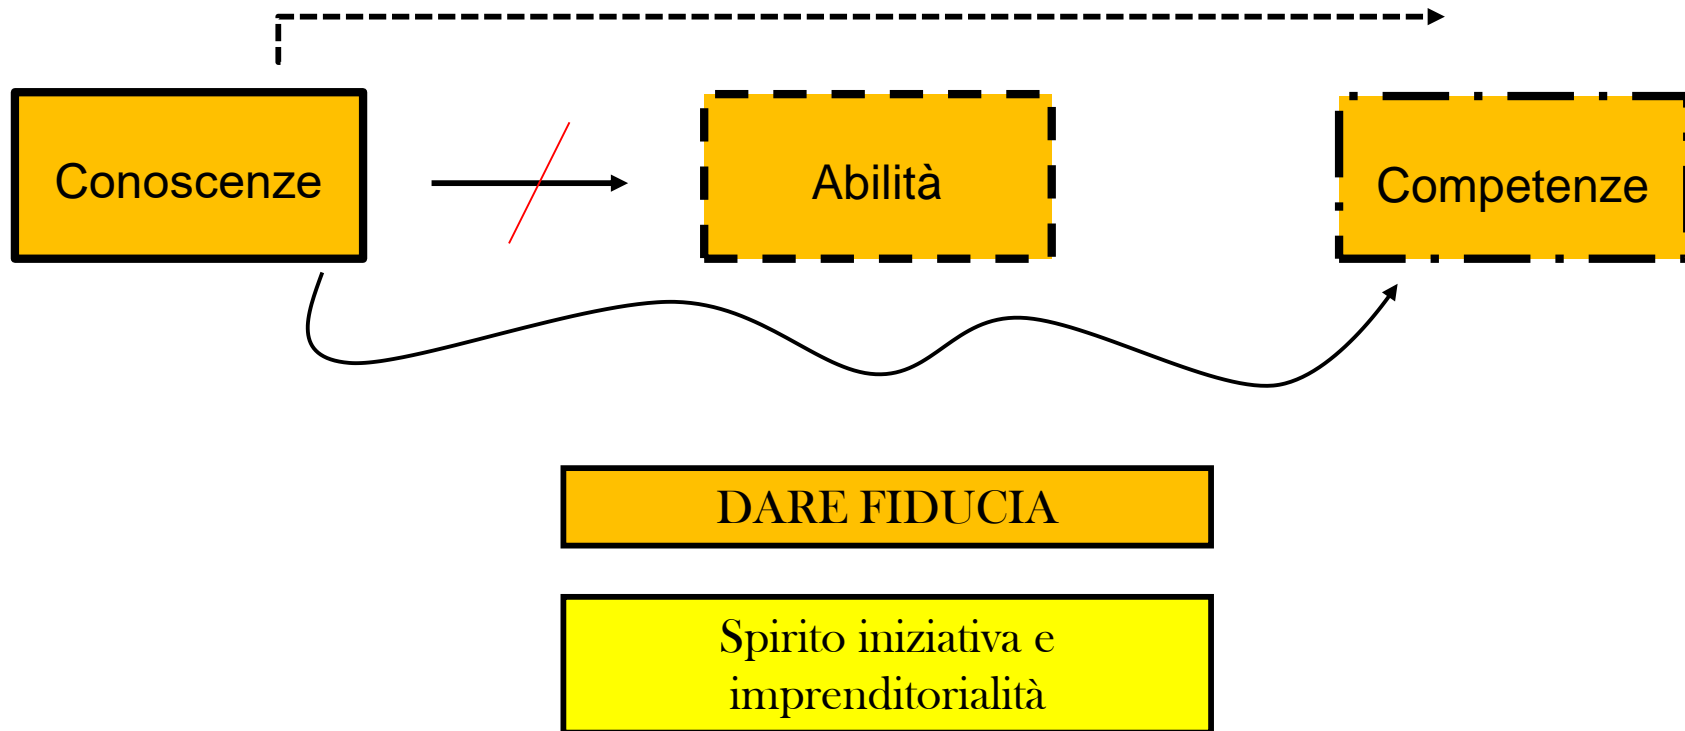 Conoscenze
Abilità
Competenze
DARE FIDUCIA
Spirito iniziativa e
imprenditorialità